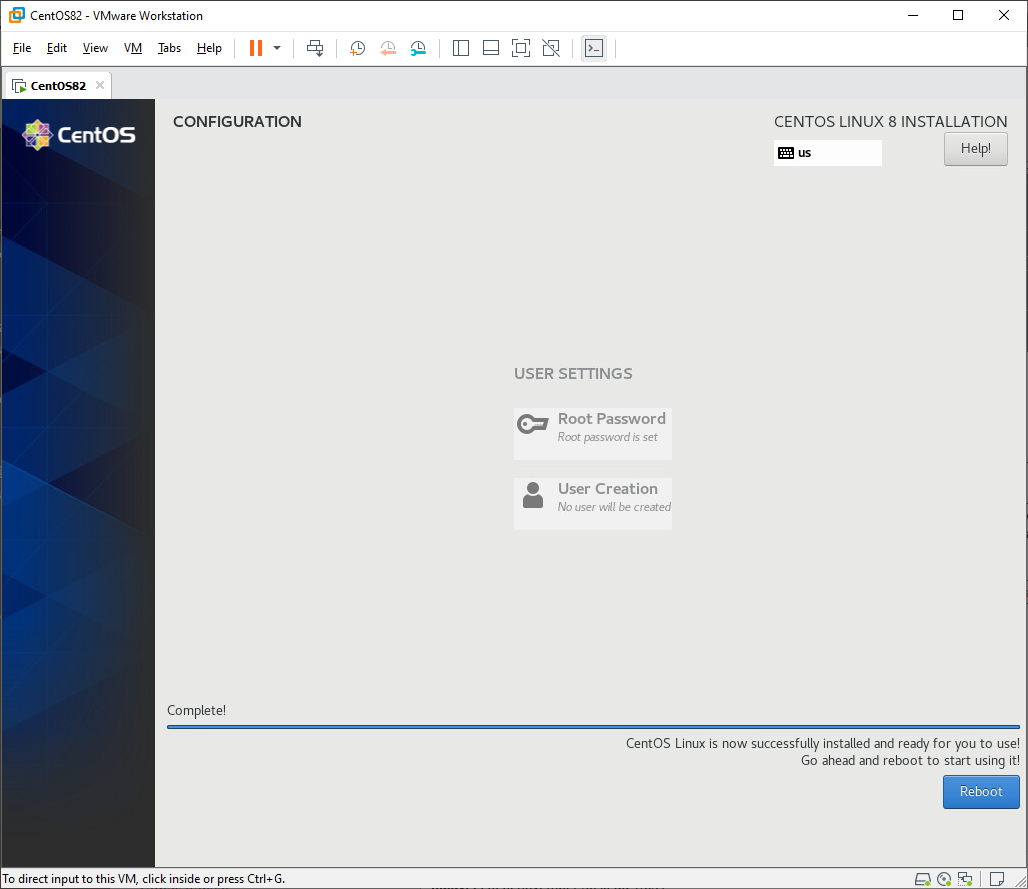 CentOS82 - VMware Workstation
File Edit View VM Tabs Help
CentOS82
CentOS
CONFIGURATION
CENTOS LINUX 8 INSTALLATION
us
Help!
USER SETTINGS
Root Password
Root password is set
User Creation
No user will be created
Complete!
CentOS Linux is now successfully installed and ready for you to use!
Go ahead and reboot to start using it!
Reboot
To direct input to this VM, click inside or press Ctrl+G.